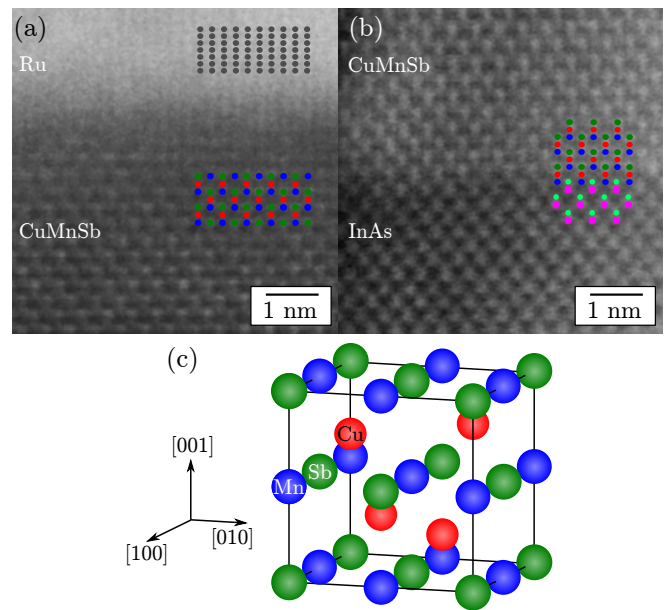 (a)
Ru
CuMnSb
1 nm
(b)
CuMnSb
InAs
1 nm
(c)
Cu
Sb
Mn
[001]
[100]
[010]